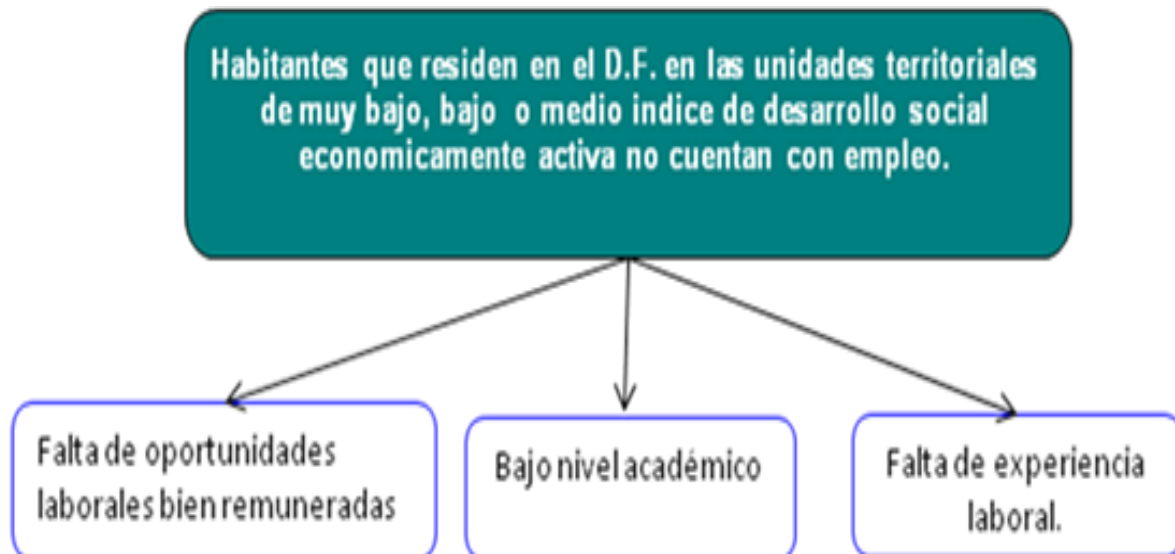 Habitantes que residen en el D.F. en las unidades territoriales
de muy bajo, bajo o medio indice de desarrollo social
economicamente activa no cuentan con empleo.
Falta de oportunidades
laborales bien remuneradas
Bajo nivel académico
Falta de experiencia
laboral.